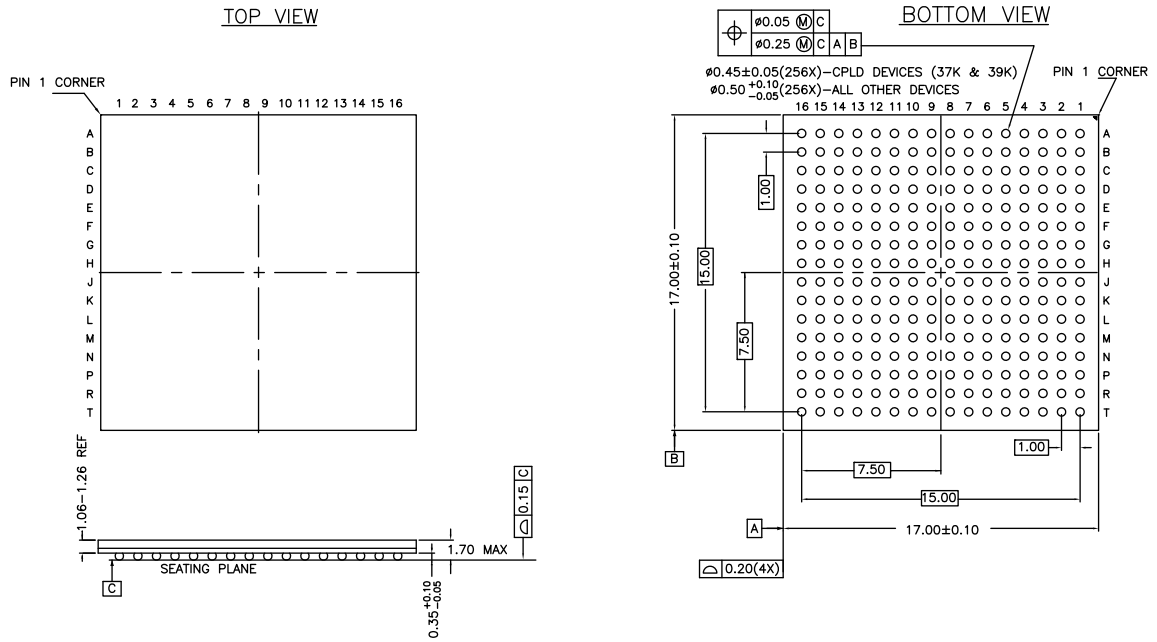 TOP VIEW
PIN 1 CORNER
1 2 3 4 5 6 7 8 9 10 11 12 13 14 15 16
A
B
C
D
E
F
G
H
J
K
L
M
N
P
R
T
1.06-1.26 REF
SEATING PLANE
C
1.70 MAX
0.35 +0.10 -0.05
0.15 C
BOTTOM VIEW
ø0.05 Ⓜ C
ø0.25 Ⓜ C A B
ø0.45±0.05(256X)-CPLD DEVICES (37K & 39K)
ø0.50 +0.10 -0.05 (256X)-ALL OTHER DEVICES
PIN 1 CORNER
16 15 14 13 12 11 10 9 8 7 6 5 4 3 2 1
A
B
C
D
E
F
G
H
J
K
L
M
N
P
R
T
1.00
17.00±0.10
15.00
7.50
B
1.00
7.50
15.00
A
17.00±0.10
0.20(4X)